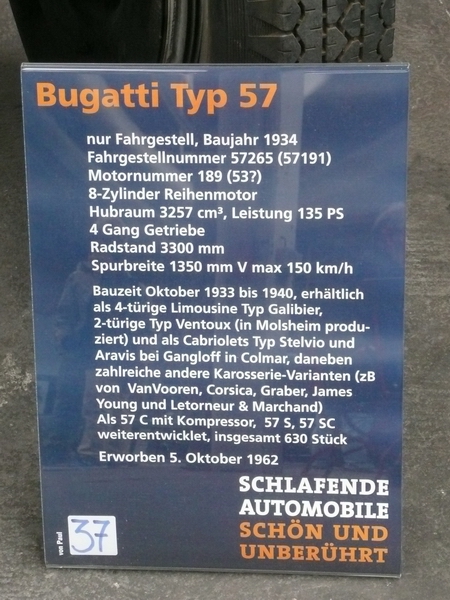 Bugatti Typ 57
nur Fahrgestell, Baujahr 1934
Fahrgestellnummer 57265 (57191)
Motornummer 189 (53?)
8-Zylinder Reihenmotor
Hubraum 3257 cm³, Leistung 135 PS
4 Gang Getriebe
Radstand 3300 mm
Spurbreite 1350 mm V max 150 km/h
Bauzeit Oktober 1933 bis 1940, erhältlich
als 4-türige Limousine Typ Galibier,
2-türige Typ Ventoux (in Molsheim produ-
ziert) und als Cabriolets Typ Stelvio und
Aravis bei Gangloff in Colmar, daneben
zahlreiche andere Karosserie-Varianten (zB
von VanVooren, Corsica, Graber, James
Young und Letorneur & Marchand)
Als 57 C mit Kompressor, 57 S, 57 SC
weiterentwicklet, insgesamt 630 Stück
Erworben 5. Oktober 1962
SCHLAFENDE
AUTOMOBILE
SCHÖN UND
UNBERÜHRT
von Paul
37